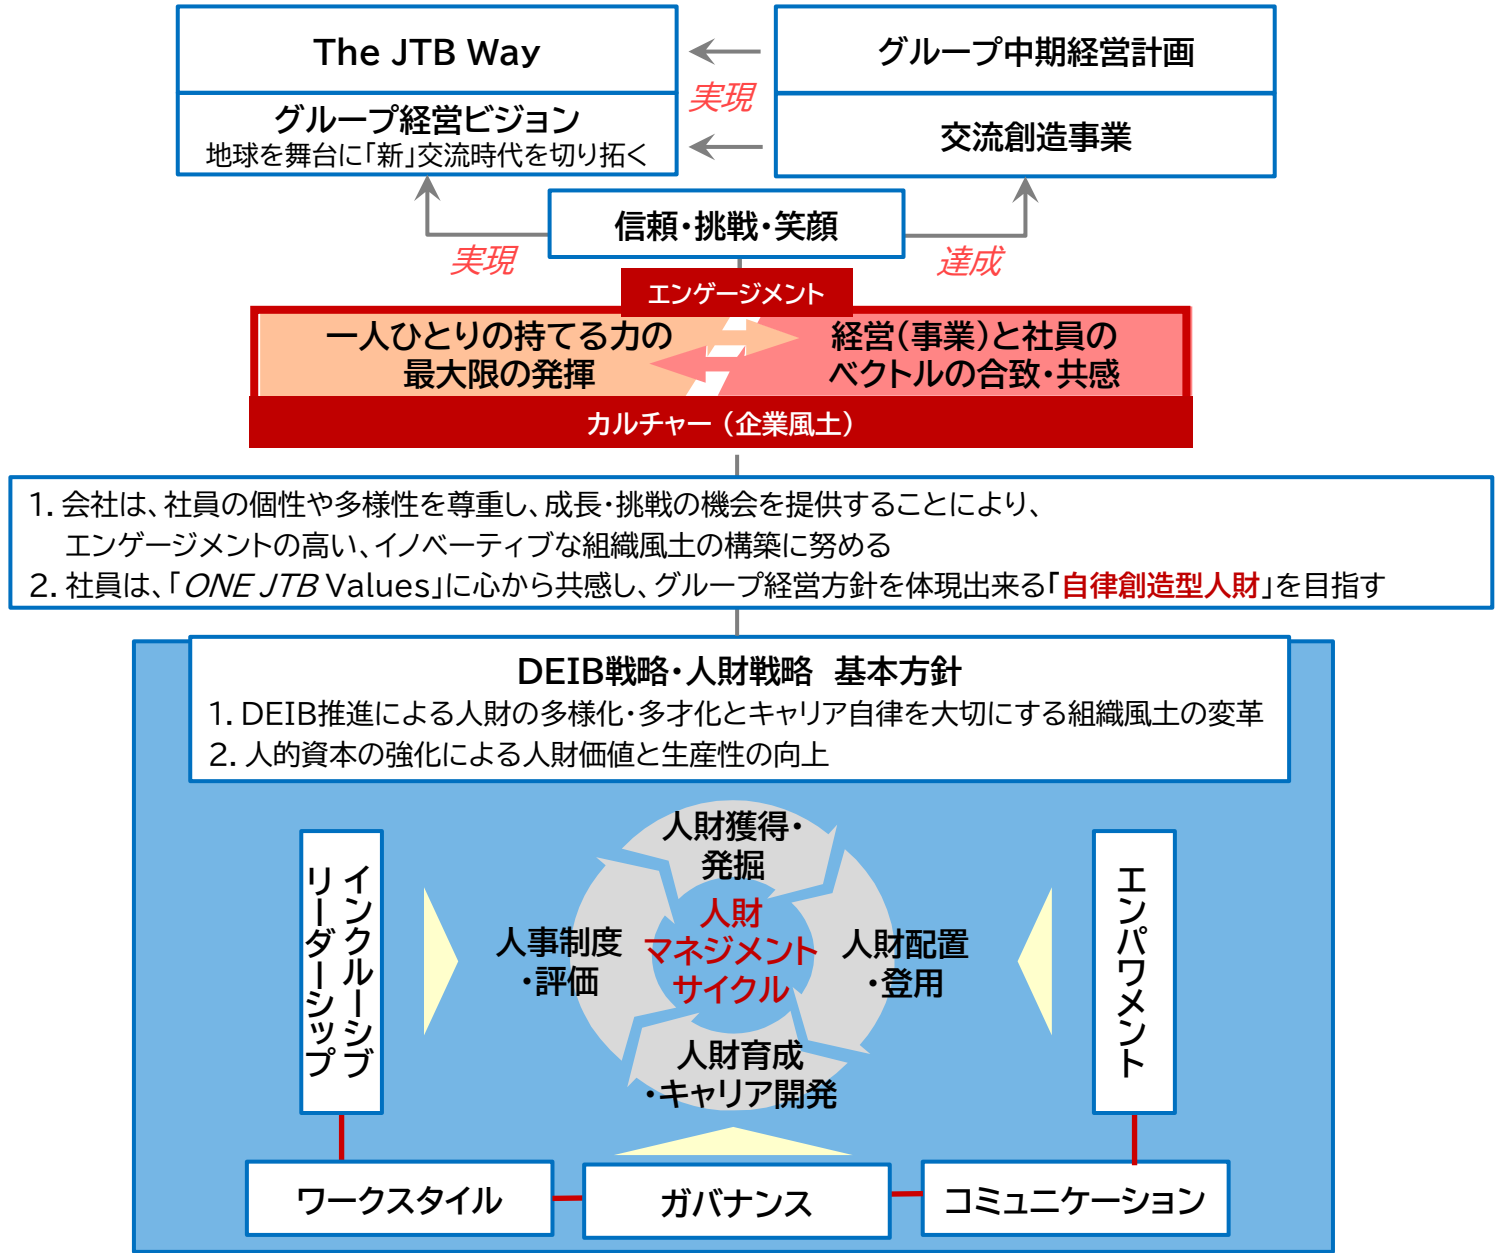 The JTB Way
グループ経営ビジョン
地球を舞台に「新」交流時代を切り拓く
実現
グループ中期経営計画
交流創造事業
信頼・挑戦・笑顔
実現
達成
エンゲージメント
一人ひとりの持てる力の
最大限の発揮
経営(事業)と社員の
ベクトルの合致・共感
カルチャー (企業風土)
1. 会社は、社員の個性や多様性を尊重し、成長・挑戦の機会を提供することにより、
エンゲージメントの高い、イノベーティブな組織風土の構築に努める
2. 社員は、「ONE JTB Values」に心から共感し、グループ経営方針を体現出来る「自律創造型人財」を目指す
DEIB戦略・人財戦略 基本方針
1. DEIB推進による人財の多様化・多才化とキャリア自律を大切にする組織風土の変革
2. 人的資本の強化による人財価値と生産性の向上
インクルーシブ
リーダーシップ
人財獲得・
発掘
人事制度
・評価
人財
マネジメント
サイクル
人財配置
・登用
人財育成
・キャリア開発
エンパワメント
ワークスタイル
ガバナンス
コミュニケーション